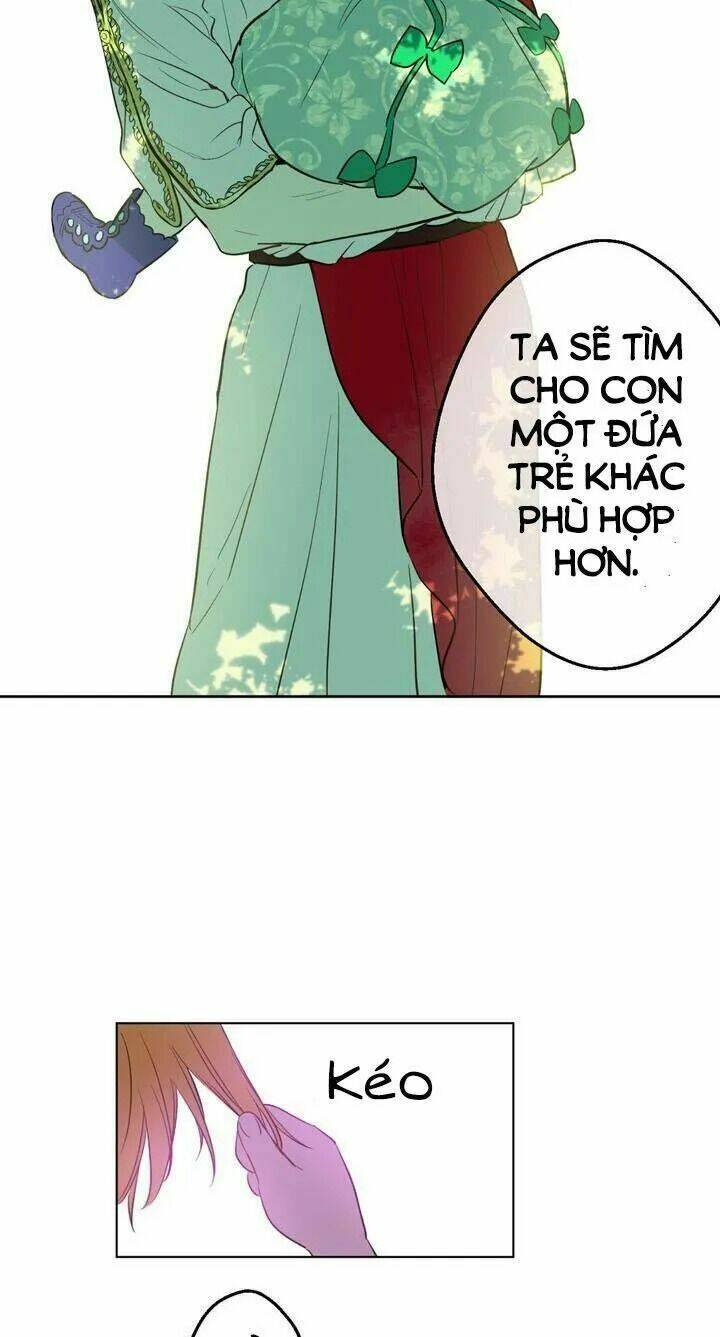 TA SẼ TÌM
CHO CON
MỘT ĐỨA
TRẺ KHÁC
PHÙ HỢP
HƠN.
Kéo